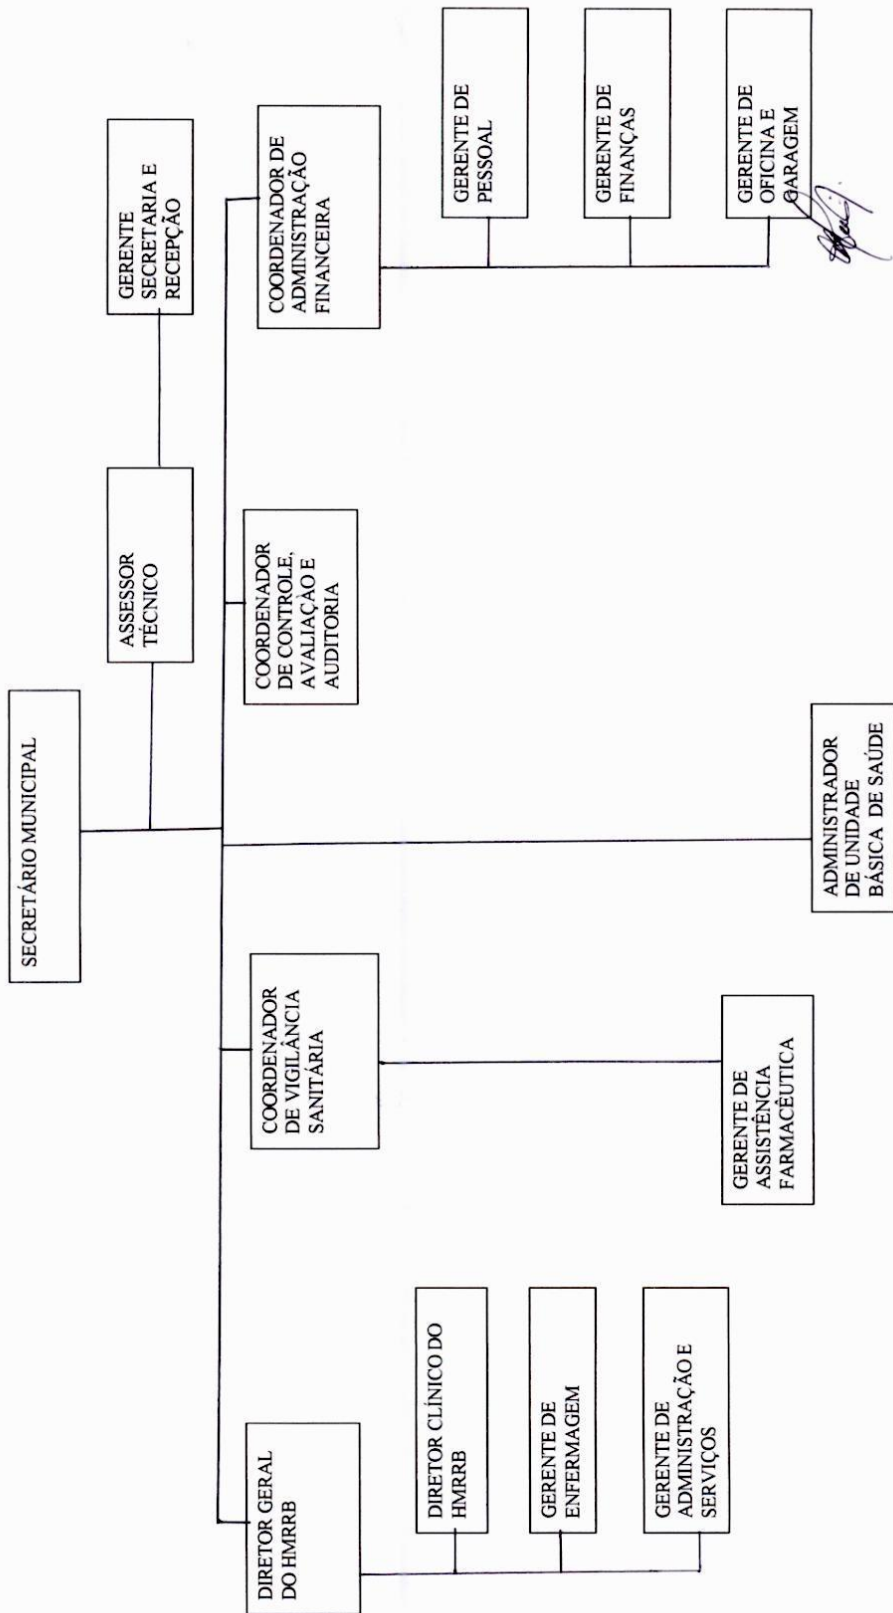 SECRETÁRIO MUNICIPAL
ASSESSOR
TÉCNICO
GERENTE
SECRETARIA E
RECEPÇÃO
DIRETOR GERAL
DO HMRRB
COORDENADOR
DE VIGILÂNCIA
SANITÁRIA
COORDENADOR
DE CONTROLE,
AVALIAÇÃO E
AUDITORIA
COORDENADOR DE
ADMINISTRAÇÃO
FINANCEIRA
DIRETOR CLÍNICO DO
HMRRB
GERENTE DE
ENFERMAGEM
GERENTE DE
ADMINISTRAÇÃO E
SERVIÇOS
GERENTE DE
ASSISTÊNCIA
FARMACÊUTICA
ADMINISTRADOR
DE UNIDADE
BÁSICA DE SAÚDE
GERENTE DE
PESSOAL
GERENTE DE
FINANÇAS
GERENTE DE
OFICINA E
GARAGEM